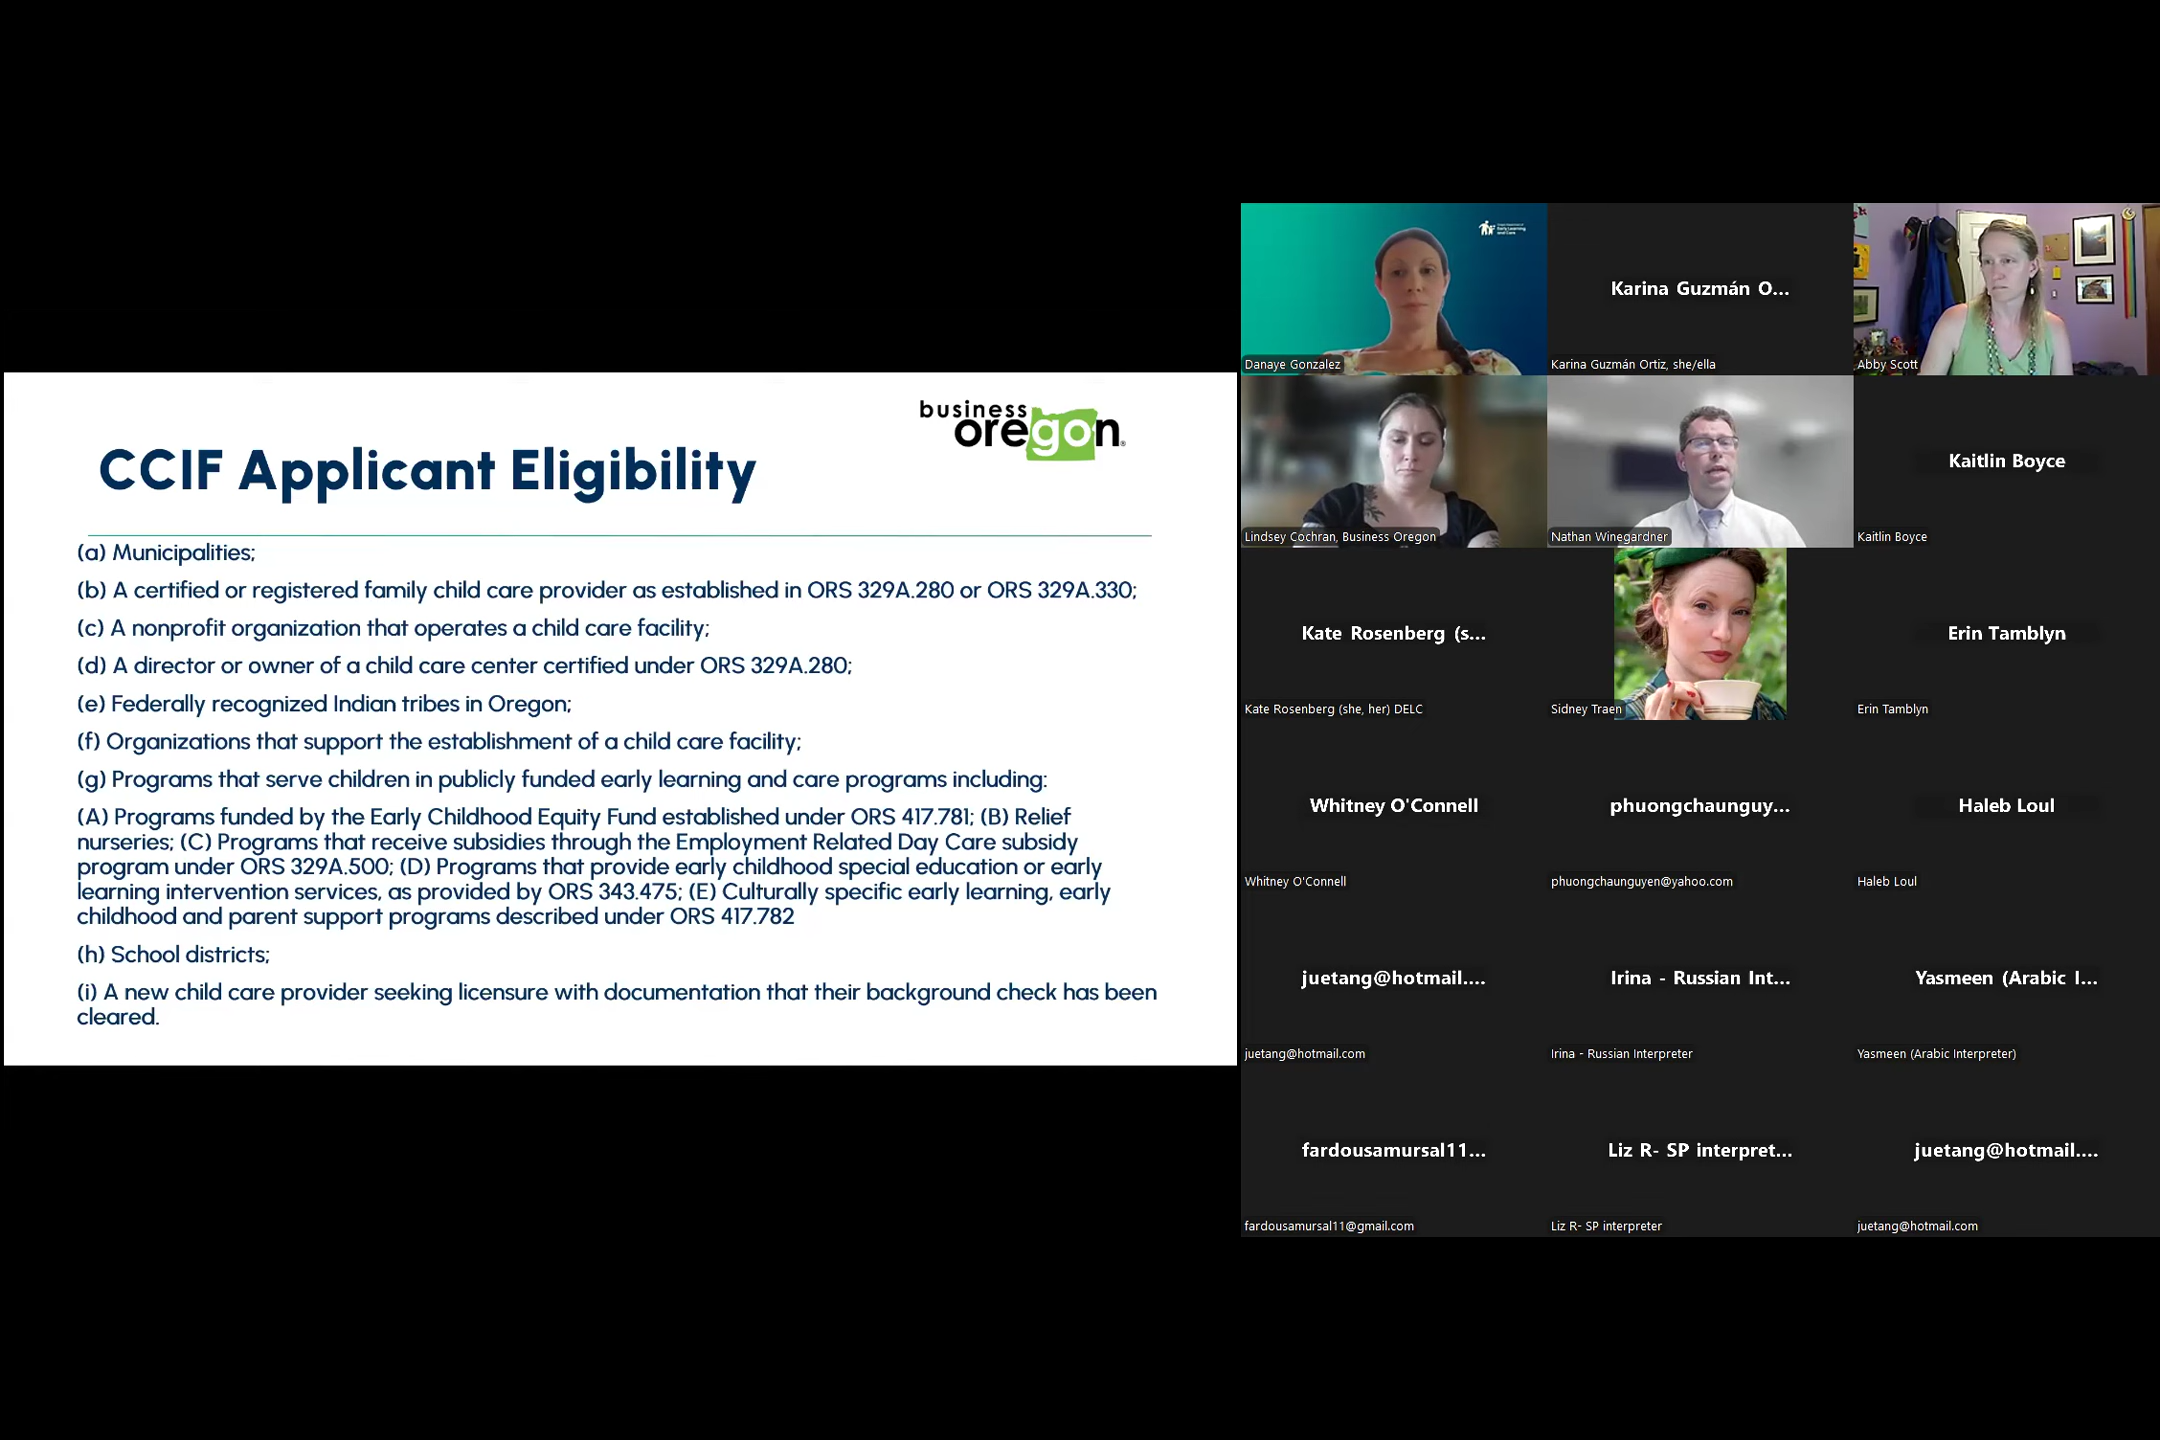 business
oregon
CCIF Applicant Eligibility
(a) Municipalities;
(b) A certified or registered family child care provider as established in ORS 329A.280 or ORS 329A.330;
(c) A nonprofit organization that operates a child care facility;
(d) A director or owner of a child care center certified under ORS 329A.280;
(e) Federally recognized Indian tribes in Oregon;
(f) Organizations that support the establishment of a child care facility;
(g) Programs that serve children in publicly funded early learning and care programs including:
(A) Programs funded by the Early Childhood Equity Fund established under ORS 417.781; (B) Relief
nurseries; (C) Programs that receive subsidies through the Employment Related Day Care subsidy
program under ORS 329A.500; (D) Programs that provide early childhood special education or early
learning intervention services, as provided by ORS 343.475; (E) Culturally specific early learning, early
childhood and parent support programs described under ORS 417.782
(h) School districts;
(i) A new child care provider seeking licensure with documentation that their background check has been
cleared.
Early Learning
and Care
Danaye Gonzalez
Karina Guzmán O...
Karina Guzmán Ortiz, she/ella
Abby Scott
Lindsey Cochran, Business Oregon
Nathan Winegardner
Kaitlin Boyce
Kaitlin Boyce
Kate Rosenberg (s...
Kate Rosenberg (she, her) DELC
Sidney Traen
Erin Tamblyn
Erin Tamblyn
Whitney O'Connell
Whitney O'Connell
phuongchaunguy...
phuongchaunguyen@yahoo.com
Haleb Loul
Haleb Loul
juetang@hotmail....
juetang@hotmail.com
Irina - Russian Int...
Irina - Russian Interpreter
Yasmeen (Arabic I...
Yasmeen (Arabic Interpreter)
fardousamursal11...
fardousamursal11@gmail.com
Liz R- SP interpret...
Liz R- SP interpreter
juetang@hotmail....
juetang@hotmail.com